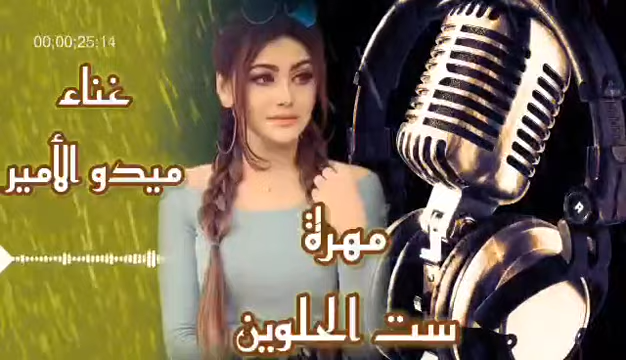 00;00;25:14
غناء
ميدو الأمير
مهرة
ست الحلوين